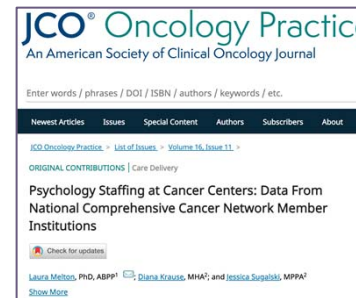 JCO® Oncology Practice
An American Society of Clinical Oncology Journal
Enter words / phrases / DOI / ISBN / authors / keywords / etc.
Newest Articles Issues Special Content Authors Subscribers About
JCO Oncology Practice > List of Issues > Volume 16, Issue 11 >
ORIGINAL CONTRIBUTIONS | Care Delivery
Psychology Staffing at Cancer Centers: Data From
National Comprehensive Cancer Network Member
Institutions
Check for updates
Laura Melton, PhD, ABPP1 ; Diana Krause, MHA2; and Jessica Sugalski, MPPA2
Show More